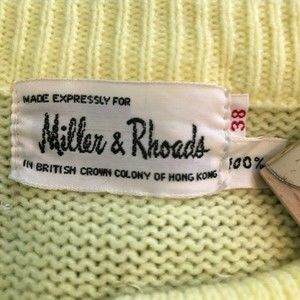 MADE EXPRESSLY FOR
Miller & Rhoads
IN BRITISH CROWN COLONY OF HONG KONG
38
100%